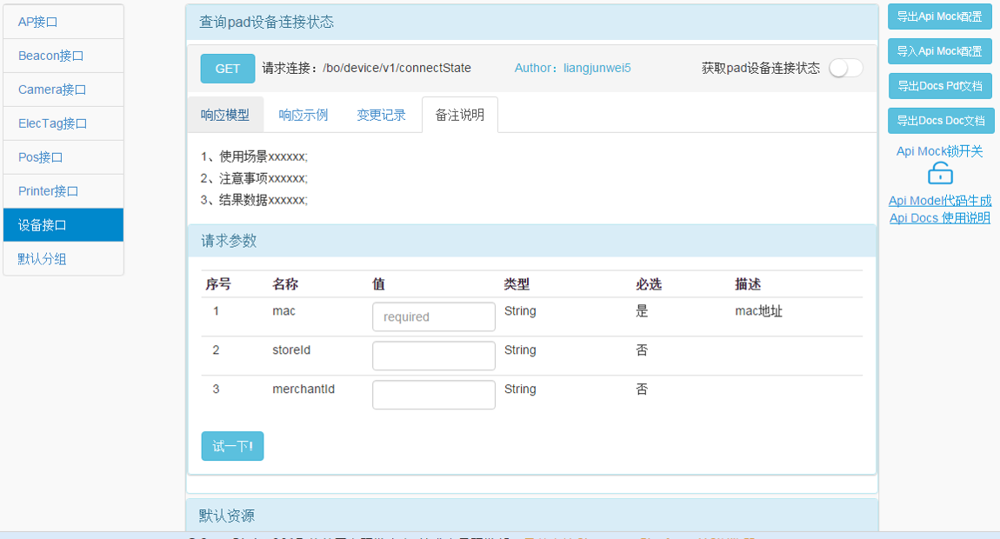 AP接口
Beacon接口
Camera接口
ElecTag接口
Pos接口
Printer接口
设备接口
默认分组
查询pad设备连接状态
GET 请求连接：/bo/device/v1/connectState Author：liangjunwei5 获取pad设备连接状态
响应模型 响应示例 变更记录 备注说明
1、使用场景xxxxxx;
2、注意事项xxxxxx;
3、结果数据xxxxxx;
请求参数
序号 名称 值 类型 必选 描述
1 mac required String 是 mac地址
2 storeId String 否
3 merchantId String 否
试一下!
默认资源
导出Api Mock配置
导入Api Mock配置
导出Docs Pdf文档
导出Docs Doc文档
Api Mock锁开关
Api Model代码生成
Api Docs 使用说明